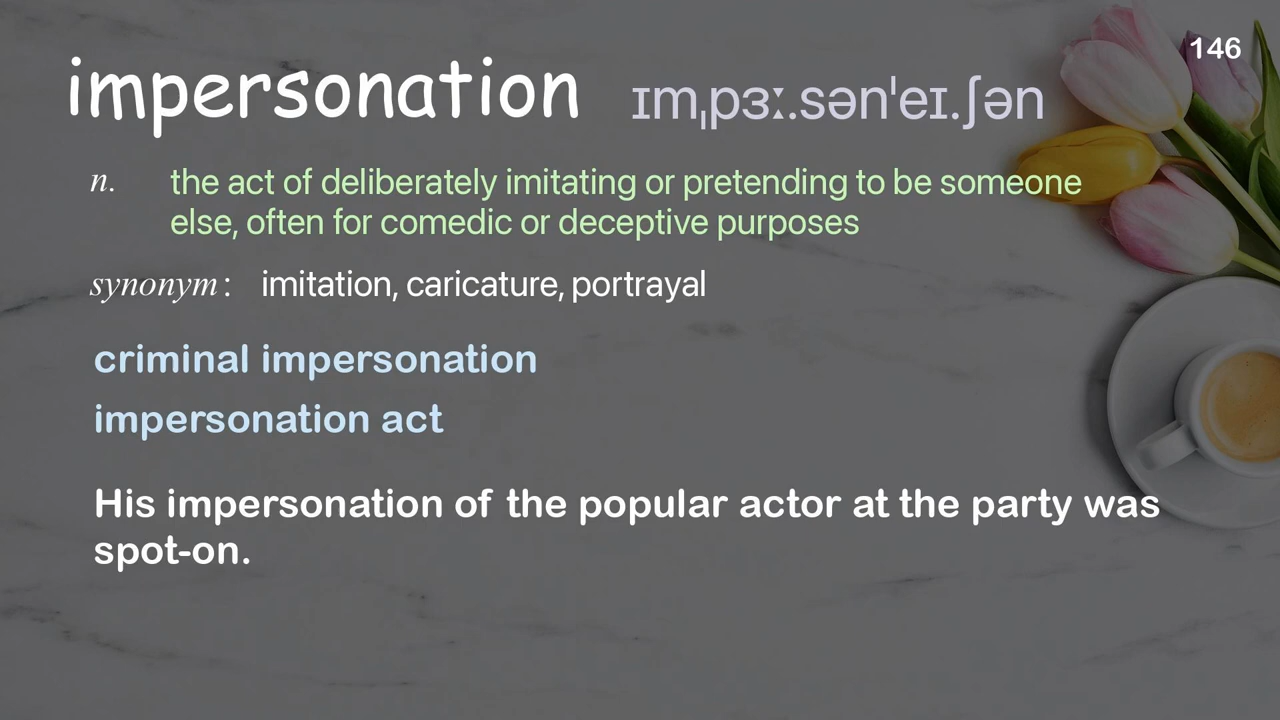 146
impersonation ɪmˌpɜː.sənˈeɪ.ʃən
n. the act of deliberately imitating or pretending to be someone
else, often for comedic or deceptive purposes
synonym : imitation, caricature, portrayal
criminal impersonation
impersonation act
His impersonation of the popular actor at the party was
spot-on.